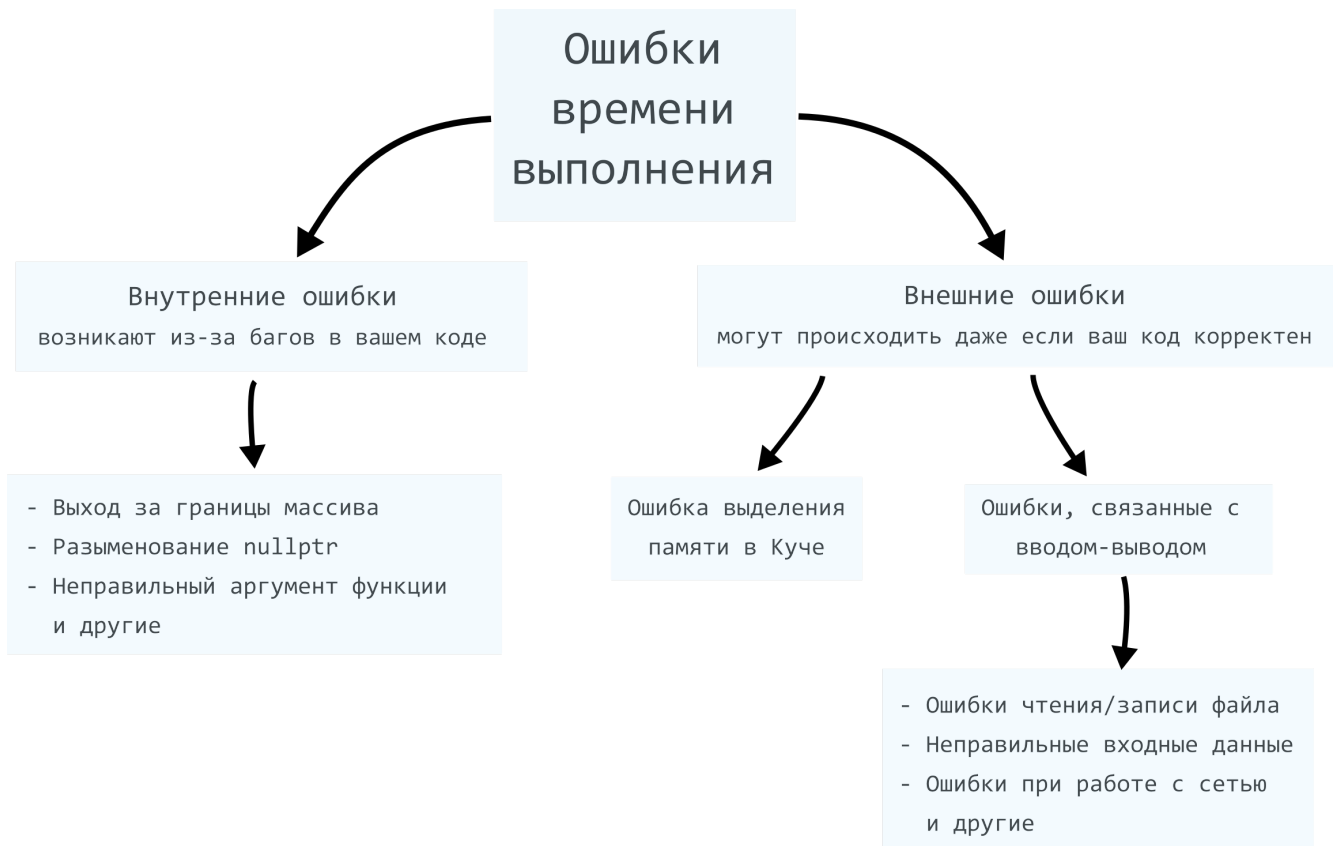 Ошибки
времени
выполнения
Внутренние ошибки
возникают из-за багов в вашем коде
Внешние ошибки
могут происходить даже если ваш код корректен
- Выход за границы массива
- Разыменование nullptr
- Неправильный аргумент функции
и другие
Ошибка выделения
памяти в Куче
Ошибки, связанные с
вводом-выводом
- Ошибки чтения/записи файла
- Неправильные входные данные
- Ошибки при работе с сетью
и другие